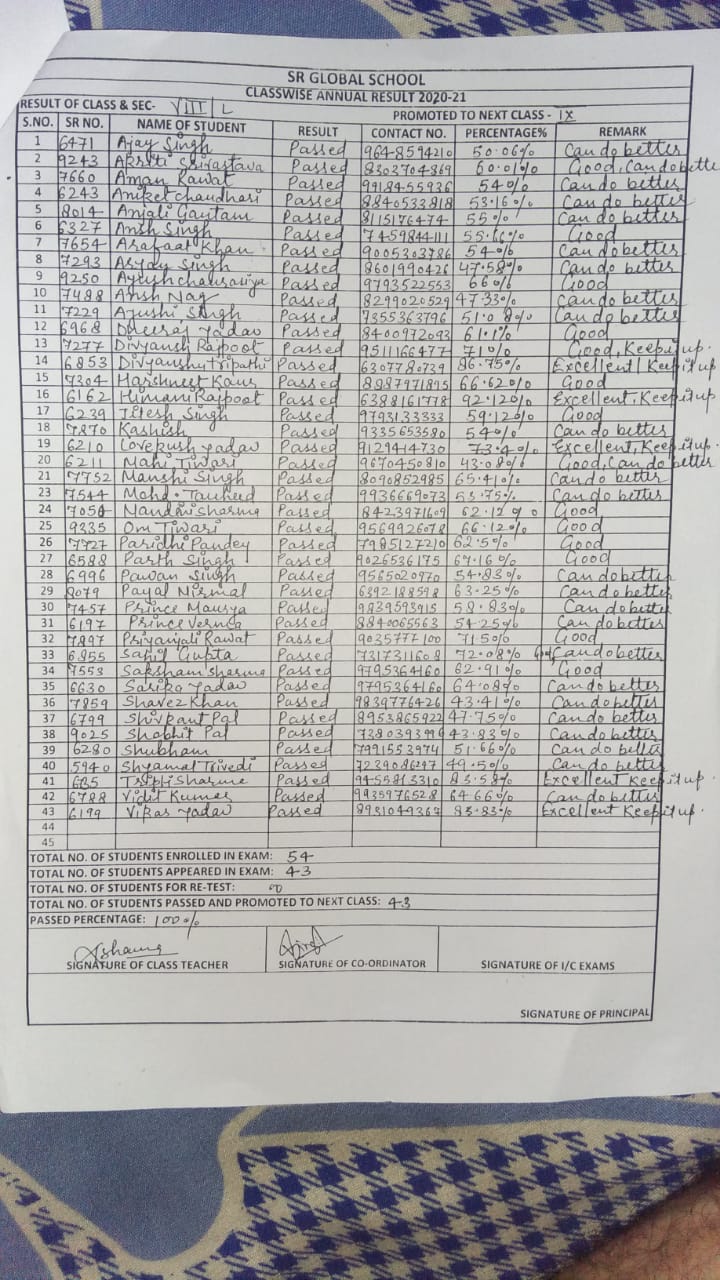 SR GLOBAL SCHOOL
CLASSWISE ANNUAL RESULT 2020-21
RESULT OF CLASS & SEC- VIII L PROMOTED TO NEXT CLASS - IX
S.NO. SR NO. NAME OF STUDENT RESULT CONTACT NO. PERCENTAGE% REMARK
1 6471 Ajay Singh Passed 9648594210 50.06% Can do better
2 9243 Passed 8303704869 60.01% Good, Can do bette
3 7660 Aman Rawat Passed 9918455936 54% Can do better
4 6243 Aniket chaudhari Passed 8840533818 53.16% Can do better
5 8014 Anjali Gautam Passed 8115176474 55% Can do better
6 6327 Ansh Singh Passed 7459844111 Good
7 7654 Arafaat Khan Passed 9005303786 54% Can do better
8 7293 Singh Passed 8601990426 47.58% Can do better
9 9250 Passed 9793522553 66% Good
10 7488 Ansh Nag Passed 8299020529 47.33% Can do better
11 7229 Singh Passed 7355363796 51.08% Can do better
12 6968 Dheeraj Yadav Passed 8400972093 61.1% Good
13 7277 Divyansh Rajpoot Passed 9511166477 71% Good, Keep it up.
14 6853 Divyanshu Tripathi Passed 6307780739 86.75% Excellent Keep it up
15 7304 Harshneet Kaur Passed 8887971895 66.62% Good
16 6162 Himani Rajpoot Passed 6388161778 92.12% Excellent, Keep it up
17 6239 Jitesh Singh Passed 9793133333 59.12% Good
18 7870 Kashish Passed 9335653580 54% Can do better
19 6210 Lovekush yadav Passed 9129414730 73.4% Excellent, Keep it up.
20 6211 Mahi Tiwari Passed 9670450810 43.08% Good, Can do better
21 7752 Manshi Singh Passed 8090852985 65.41% Can do better
23 7544 Mohd. Tauheed Passed 9936669073 53.75% Can do better
24 7050 Nandni sharma Passed 8423971609 62.12% Good
25 9335 Om Tiwari Passed 9569926078 66.12% Good
26 7727 Paridhi Pandey Passed 7985127210 62.5% Good
27 6588 Parth Singh Passed 9026536175 67.16% Good
28 6996 Pawan Singh Passed 9565020970 54.83% Can do better
29 8079 Payal Nirmal Passed 6392188598 63.25% Can do better
30 7457 Prince Maurya Passed 9839593915 58.83% Can do better
31 6197 Prince Verma Passed 8840065563 54.25% Can do better
32 7897 Priyanjali Rawat Passed 9035777100 71.5% Good
33 6855 Sahil Gupta Passed 7317311608 72.08% Can do better
34 7553 Saksham sharma Passed 9795364160 62.91% Good
35 6630 Sarika Yadav Passed 9795364160 64.08% Can do better
36 7859 Shavez Khan Passed 9839776426 43.41% Can do better
37 6799 Shivkant Pal Passed 8953865922 47.75% Can do better
38 9025 Shobhit Pal Passed 7380393996 43.38% Can do better
39 6280 Shubham Passed 7991553974 51.66% Can do better
40 5940 Shyamal Trivedi Passed 7239086297 49.5% Can do better
41 Tripti Sharma Passed 9455813310 83.58% Excellent Keep it up.
42 6788 Vidit Kumar Passed 9935976528 64.66% Can do better
43 6199 Vikas Yadav Passed 8931049367 83.83% Excellent Keep it up.
44
45
TOTAL NO. OF STUDENTS ENROLLED IN EXAM: 54
TOTAL NO. OF STUDENTS APPEARED IN EXAM: 43
TOTAL NO. OF STUDENTS FOR RE-TEST: 00
TOTAL NO. OF STUDENTS PASSED AND PROMOTED TO NEXT CLASS: 43
PASSED PERCENTAGE: 100%
SIGNATURE OF CLASS TEACHER SIGNATURE OF CO-ORDINATOR SIGNATURE OF I/C EXAMS
SIGNATURE OF PRINCIPAL